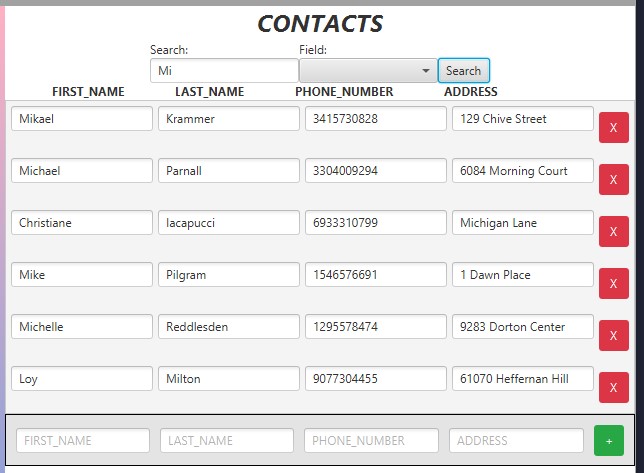 CONTACTS
Search: Field:
Mi Search
FIRST_NAME LAST_NAME PHONE_NUMBER ADDRESS
Mikael Krammer 3415730828 129 Chive Street X
Michael Parnall 3304009294 6084 Morning Court X
Christiane Iacapucci 6933310799 Michigan Lane X
Mike Pilgram 1546576691 1 Dawn Place X
Michelle Reddlesden 1295578474 9283 Dorton Center X
Loy Milton 9077304455 61070 Heffernan Hill X
FIRST_NAME LAST_NAME PHONE_NUMBER ADDRESS +